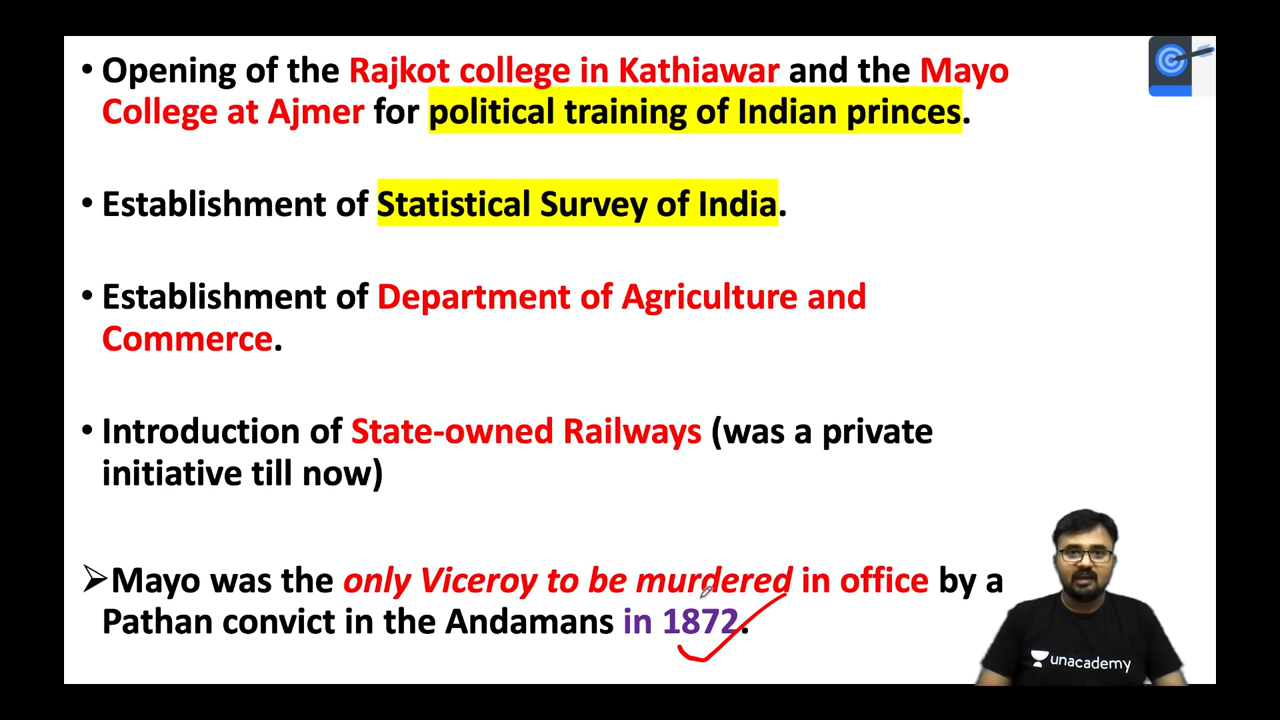 • Opening of the Rajkot college in Kathiawar and the Mayo
College at Ajmer for political training of Indian princes.
• Establishment of Statistical Survey of India.
• Establishment of Department of Agriculture and
Commerce.
• Introduction of State-owned Railways (was a private
initiative till now)
➢Mayo was the only Viceroy to be murdered in office by a
Pathan convict in the Andamans in 1872.
unacademy